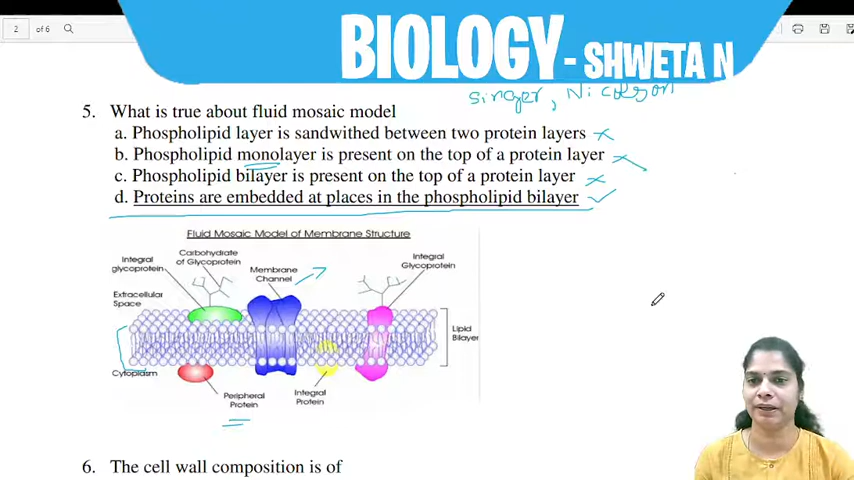 2 of 6
BIOLOGY - SHWETA N
Singer, Nicolson
5. What is true about fluid mosaic model
a. Phospholipid layer is sandwithed between two protein layers
b. Phospholipid monolayer is present on the top of a protein layer
c. Phospholipid bilayer is present on the top of a protein layer
d. Proteins are embedded at places in the phospholipid bilayer
Fluid Mosaic Model of Membrane Structure
Integral
glycoprotein
Carbohydrate
of Glycoprotein
Membrane
Channel
Integral
Glycoprotein
Extracellular
Space
Lipid
Bilayer
Cytoplasm
Peripheral
Protein
Integral
Protein
6. The cell wall composition is of